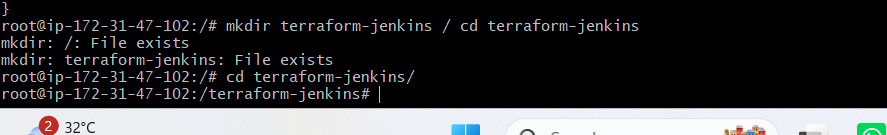 }
root@ip-172-31-47-102:/# mkdir terraform-jenkins / cd terraform-jenkins
mkdir: /: File exists
mkdir: terraform-jenkins: File exists
root@ip-172-31-47-102:/# cd terraform-jenkins/
root@ip-172-31-47-102:/terraform-jenkins#
2
32°C